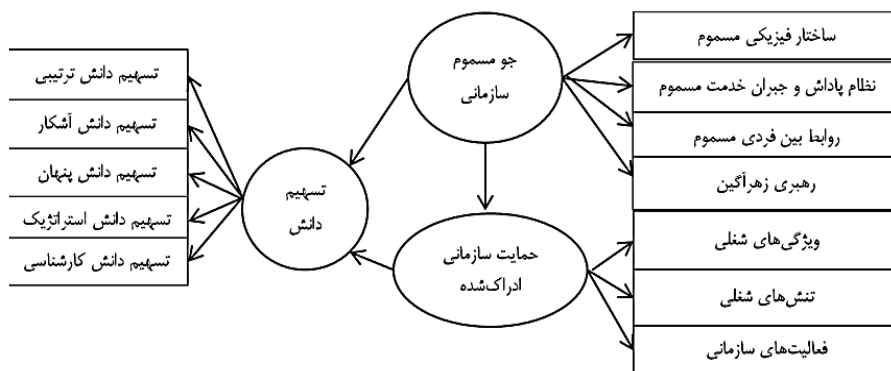 ساختار فیزیکی مسموم
نظام پاداش و جبران خدمت مسموم
روابط بین فردی مسموم
رهبری زهرآگین
ویژگی‌های شغلی
تنش‌های شغلی
فعالیت‌های سازمانی
جو مسموم
سازمانی
حمایت سازمانی
ادراک‌شده
تسهیم
دانش
تسهیم دانش ترتیبی
تسهیم دانش آشکار
تسهیم دانش پنهان
تسهیم دانش استراتژیک
تسهیم دانش کارشناسی